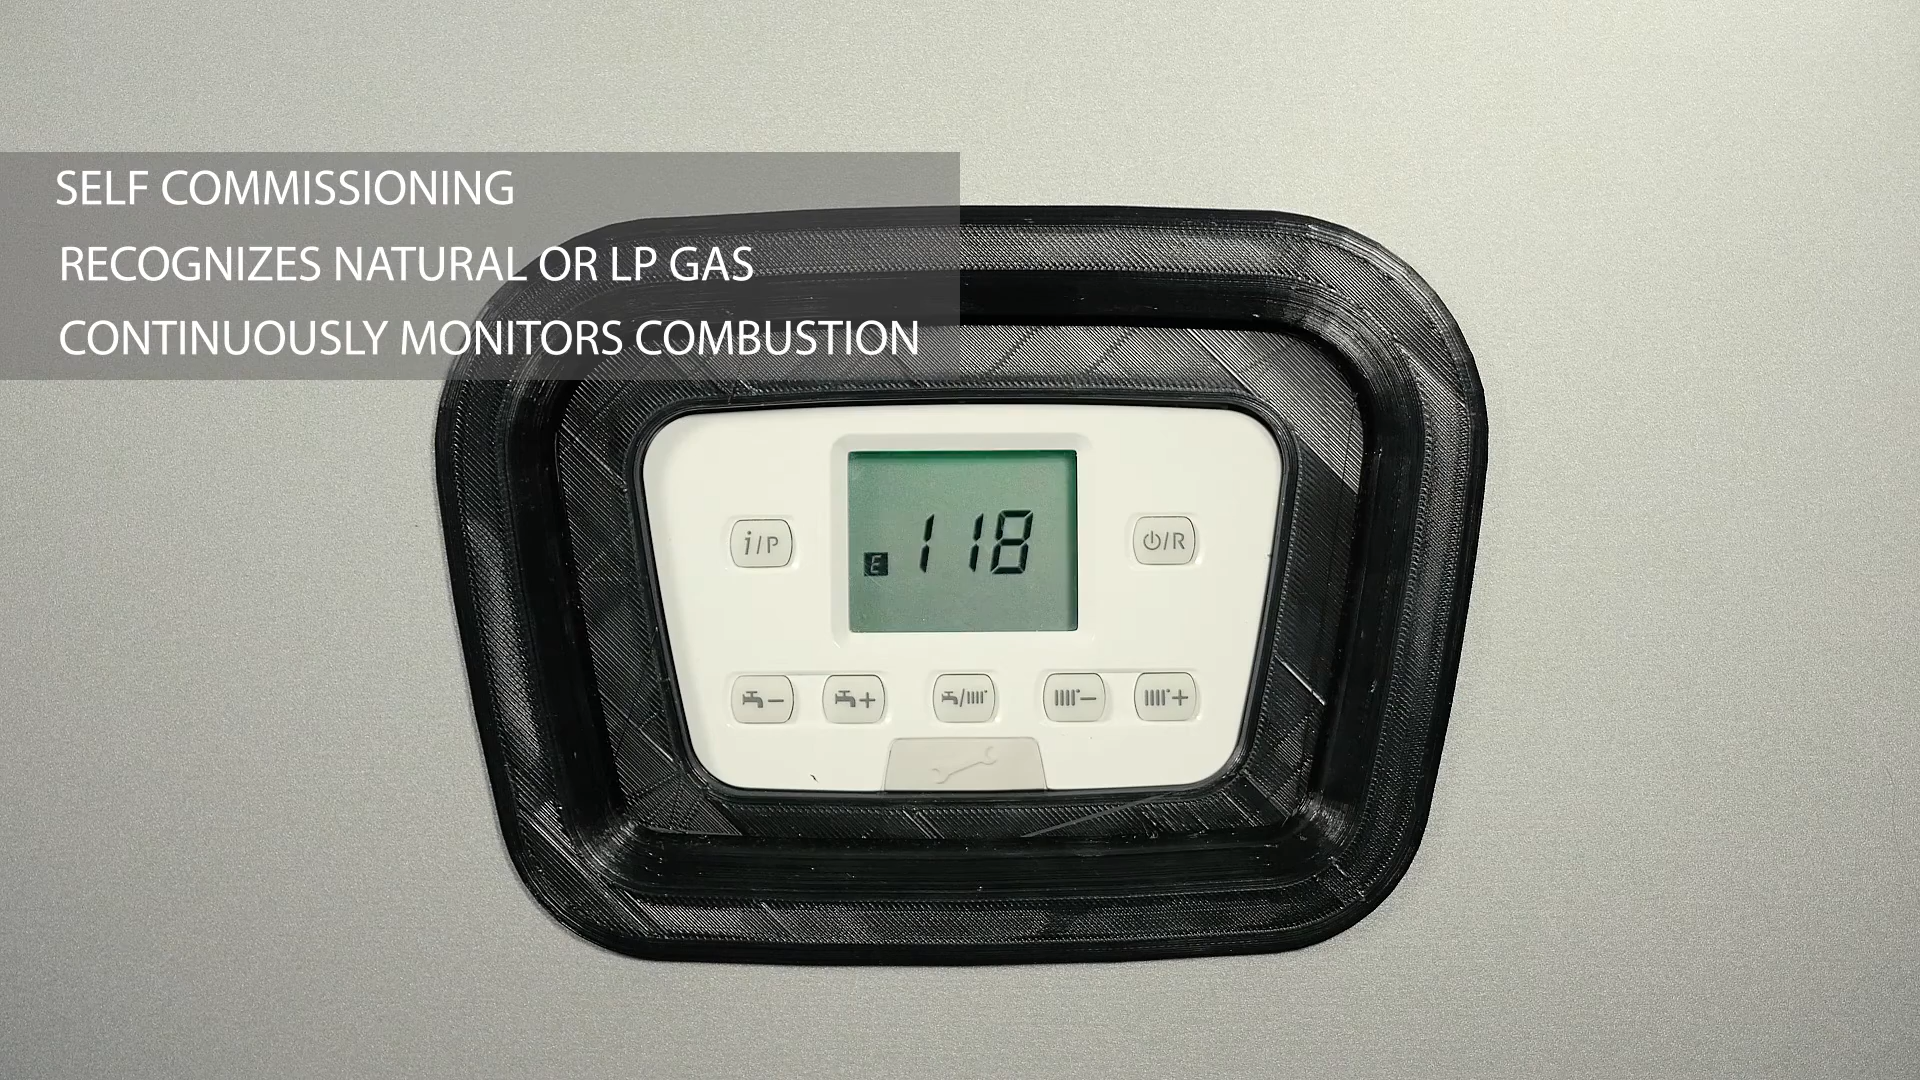 SELF COMMISSIONING
RECOGNIZES NATURAL OR LP GAS
CONTINUOUSLY MONITORS COMBUSTION
E 118
i/P
/R